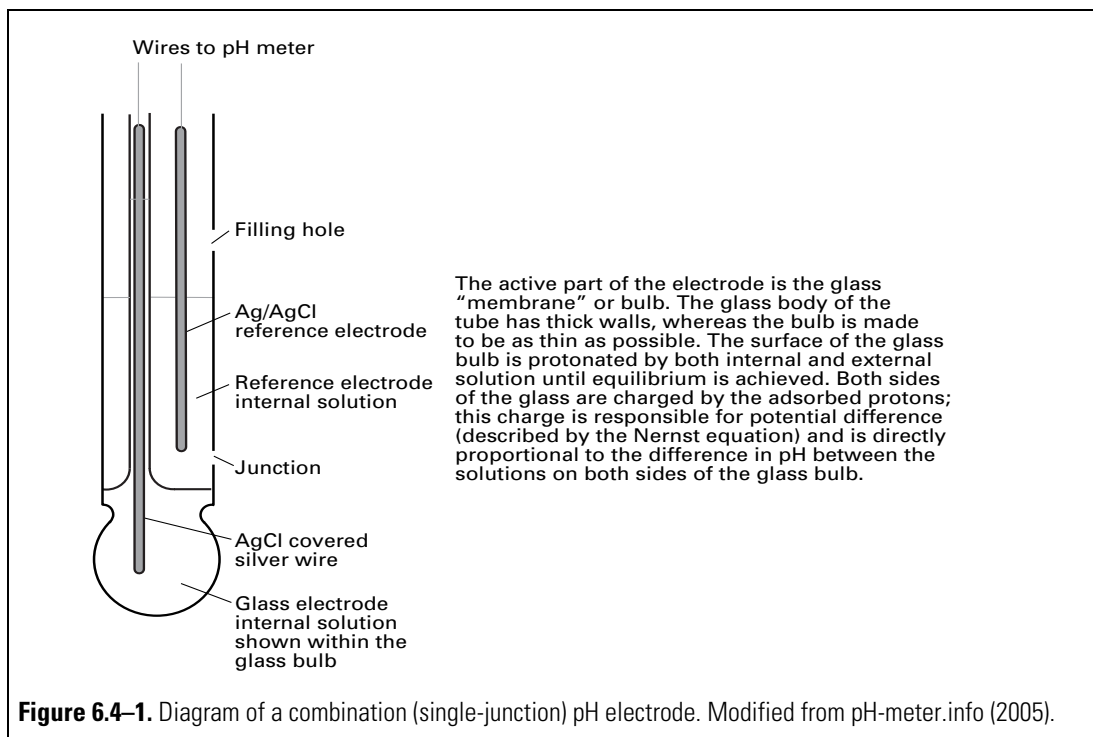 Wires to pH meter
Filling hole
Ag/AgCl
reference electrode
Reference electrode
internal solution
Junction
AgCl covered
silver wire
Glass electrode
internal solution
shown within the
glass bulb
The active part of the electrode is the glass
“membrane” or bulb. The glass body of the
tube has thick walls, whereas the bulb is made
to be as thin as possible. The surface of the glass
bulb is protonated by both internal and external
solution until equilibrium is achieved. Both sides
of the glass are charged by the adsorbed protons;
this charge is responsible for potential difference
(described by the Nernst equation) and is directly
proportional to the difference in pH between the
solutions on both sides of the glass bulb.
Figure 6.4–1. Diagram of a combination (single-junction) pH electrode. Modified from pH-meter.info (2005).